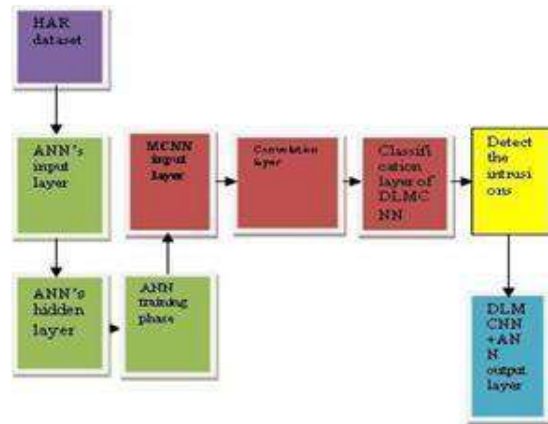 HAR
dataset
ANN's
input
layer
ANN's
hidden
layer
ANN
training
phase
MCNN
input
layer
Convolution
layer
Classifi
cation
layer of
DLMC
NN
Detect
the
intrusi
ons
DLM
CNN
+AN
N
output
layer